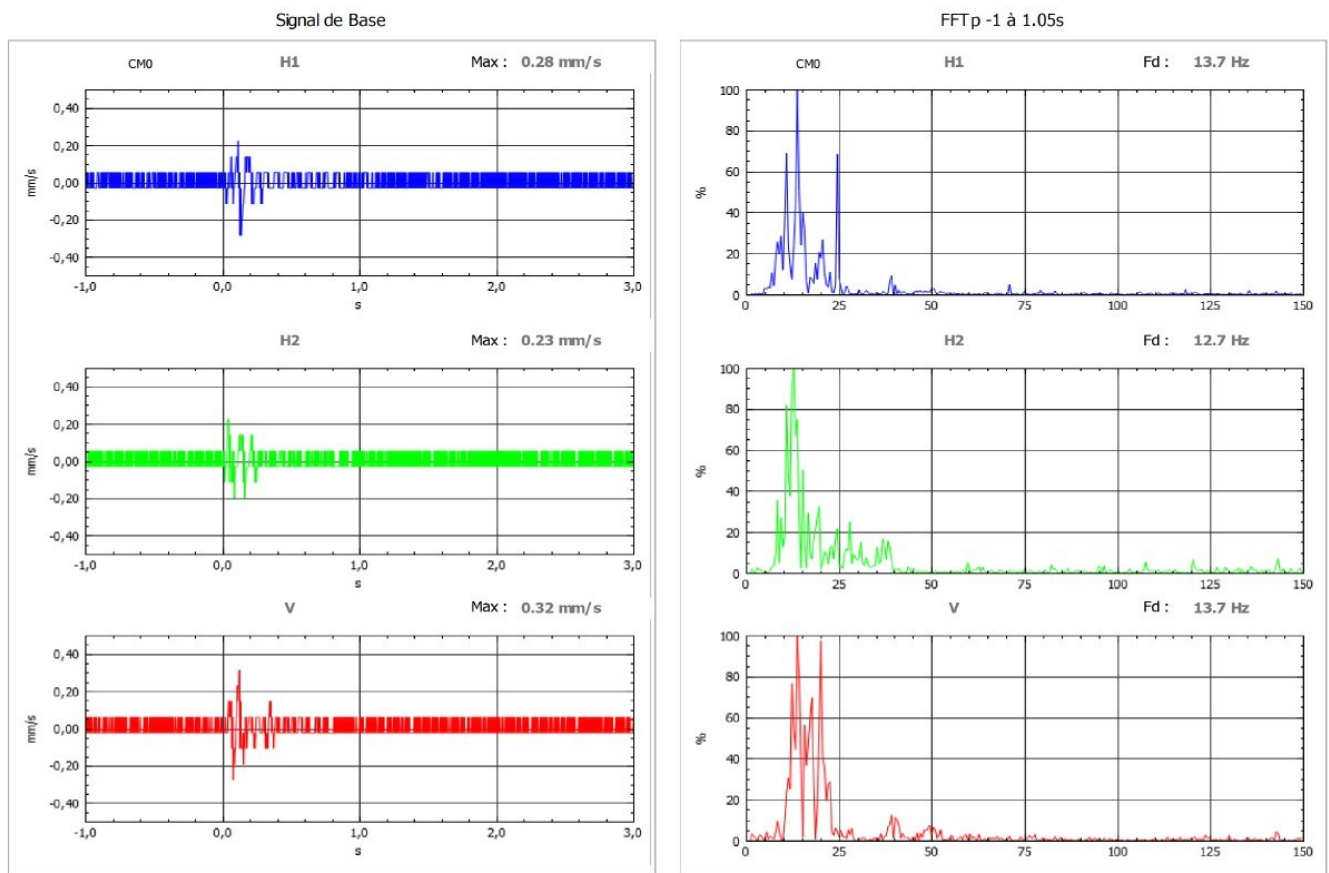 Signal de Base
FFTp -1 à 1.05s
CM0 H1 Max : 0.28 mm/s
0,40
0,20
0,00
-0,20
-0,40
mm/s
-1,0 0,0 1,0 2,0 3,0
s
H2 Max : 0.23 mm/s
0,40
0,20
0,00
-0,20
-0,40
mm/s
-1,0 0,0 1,0 2,0 3,0
s
V Max : 0.32 mm/s
0,40
0,20
0,00
-0,20
-0,40
mm/s
-1,0 0,0 1,0 2,0 3,0
s
CM0 H1 Fd : 13.7 Hz
100
80
60
40
20
0
%
0 25 50 75 100 125 150
H2 Fd : 12.7 Hz
100
80
60
40
20
0
%
0 25 50 75 100 125 150
V Fd : 13.7 Hz
100
80
60
40
20
0
%
0 25 50 75 100 125 150